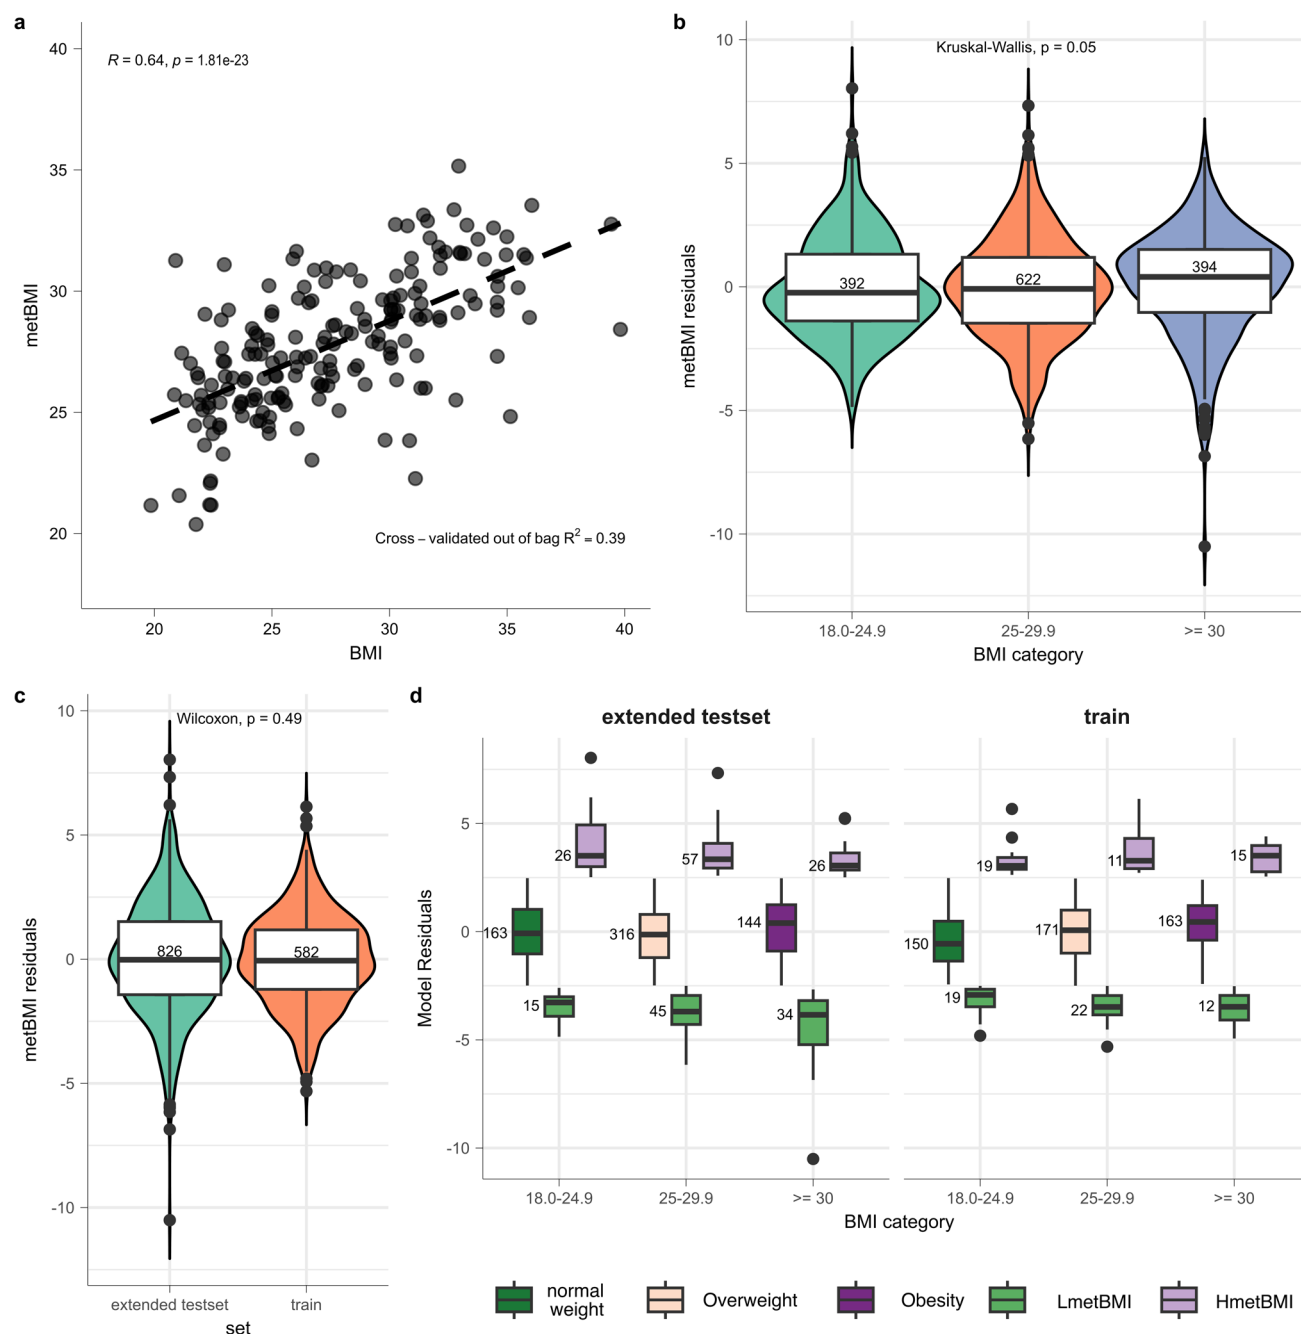 a
R = 0.64, p = 1.81e-23
40
35
30
25
20
metBMI
Cross – validated out of bag R² = 0.39
20 25 30 35 40
BMI
b
Kruskal-Wallis, p = 0.05
10
5
0
-5
-10
metBMI residuals
392
622
394
18.0-24.9 25-29.9 >= 30
BMI category
c
Wilcoxon, p = 0.49
10
5
0
-5
-10
metBMI residuals
826
582
extended testset train
set
d
extended testset train
5
0
-5
-10
Model Residuals
26 57 26 19 11 15
163 316 144 150 171 163
15 45 34 19 22 12
18.0-24.9 25-29.9 >= 30 18.0-24.9 25-29.9 >= 30
BMI category
normal
weight
Overweight
Obesity
LmetBMI
HmetBMI